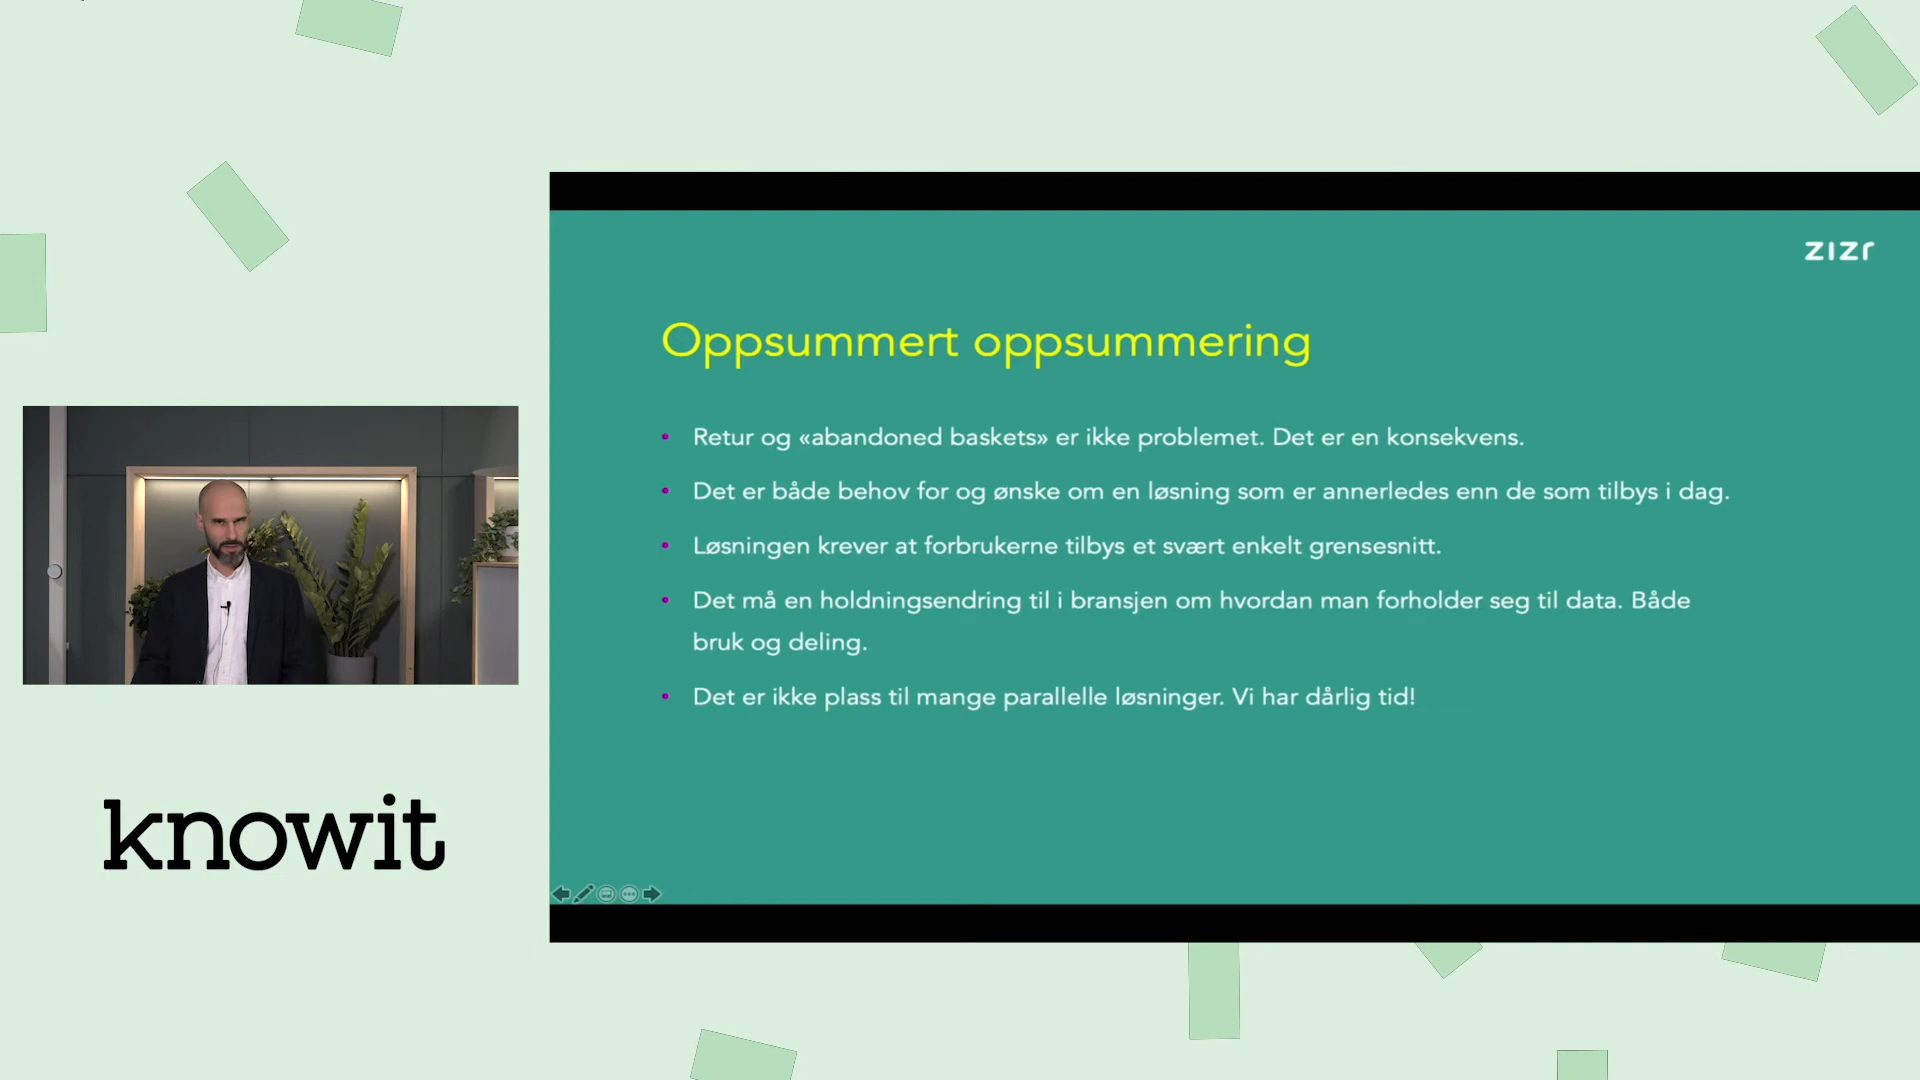 zizr
Oppsummert oppsummering
• Retur og «abandoned baskets» er ikke problemet. Det er en konsekvens.
• Det er både behov for og ønske om en løsning som er annerledes enn de som tilbys i dag.
• Løsningen krever at forbrukerne tilbys et svært enkelt grensesnitt.
• Det må en holdningsendring til i bransjen om hvordan man forholder seg til data. Både
bruk og deling.
• Det er ikke plass til mange parallelle løsninger. Vi har dårlig tid!
knowit